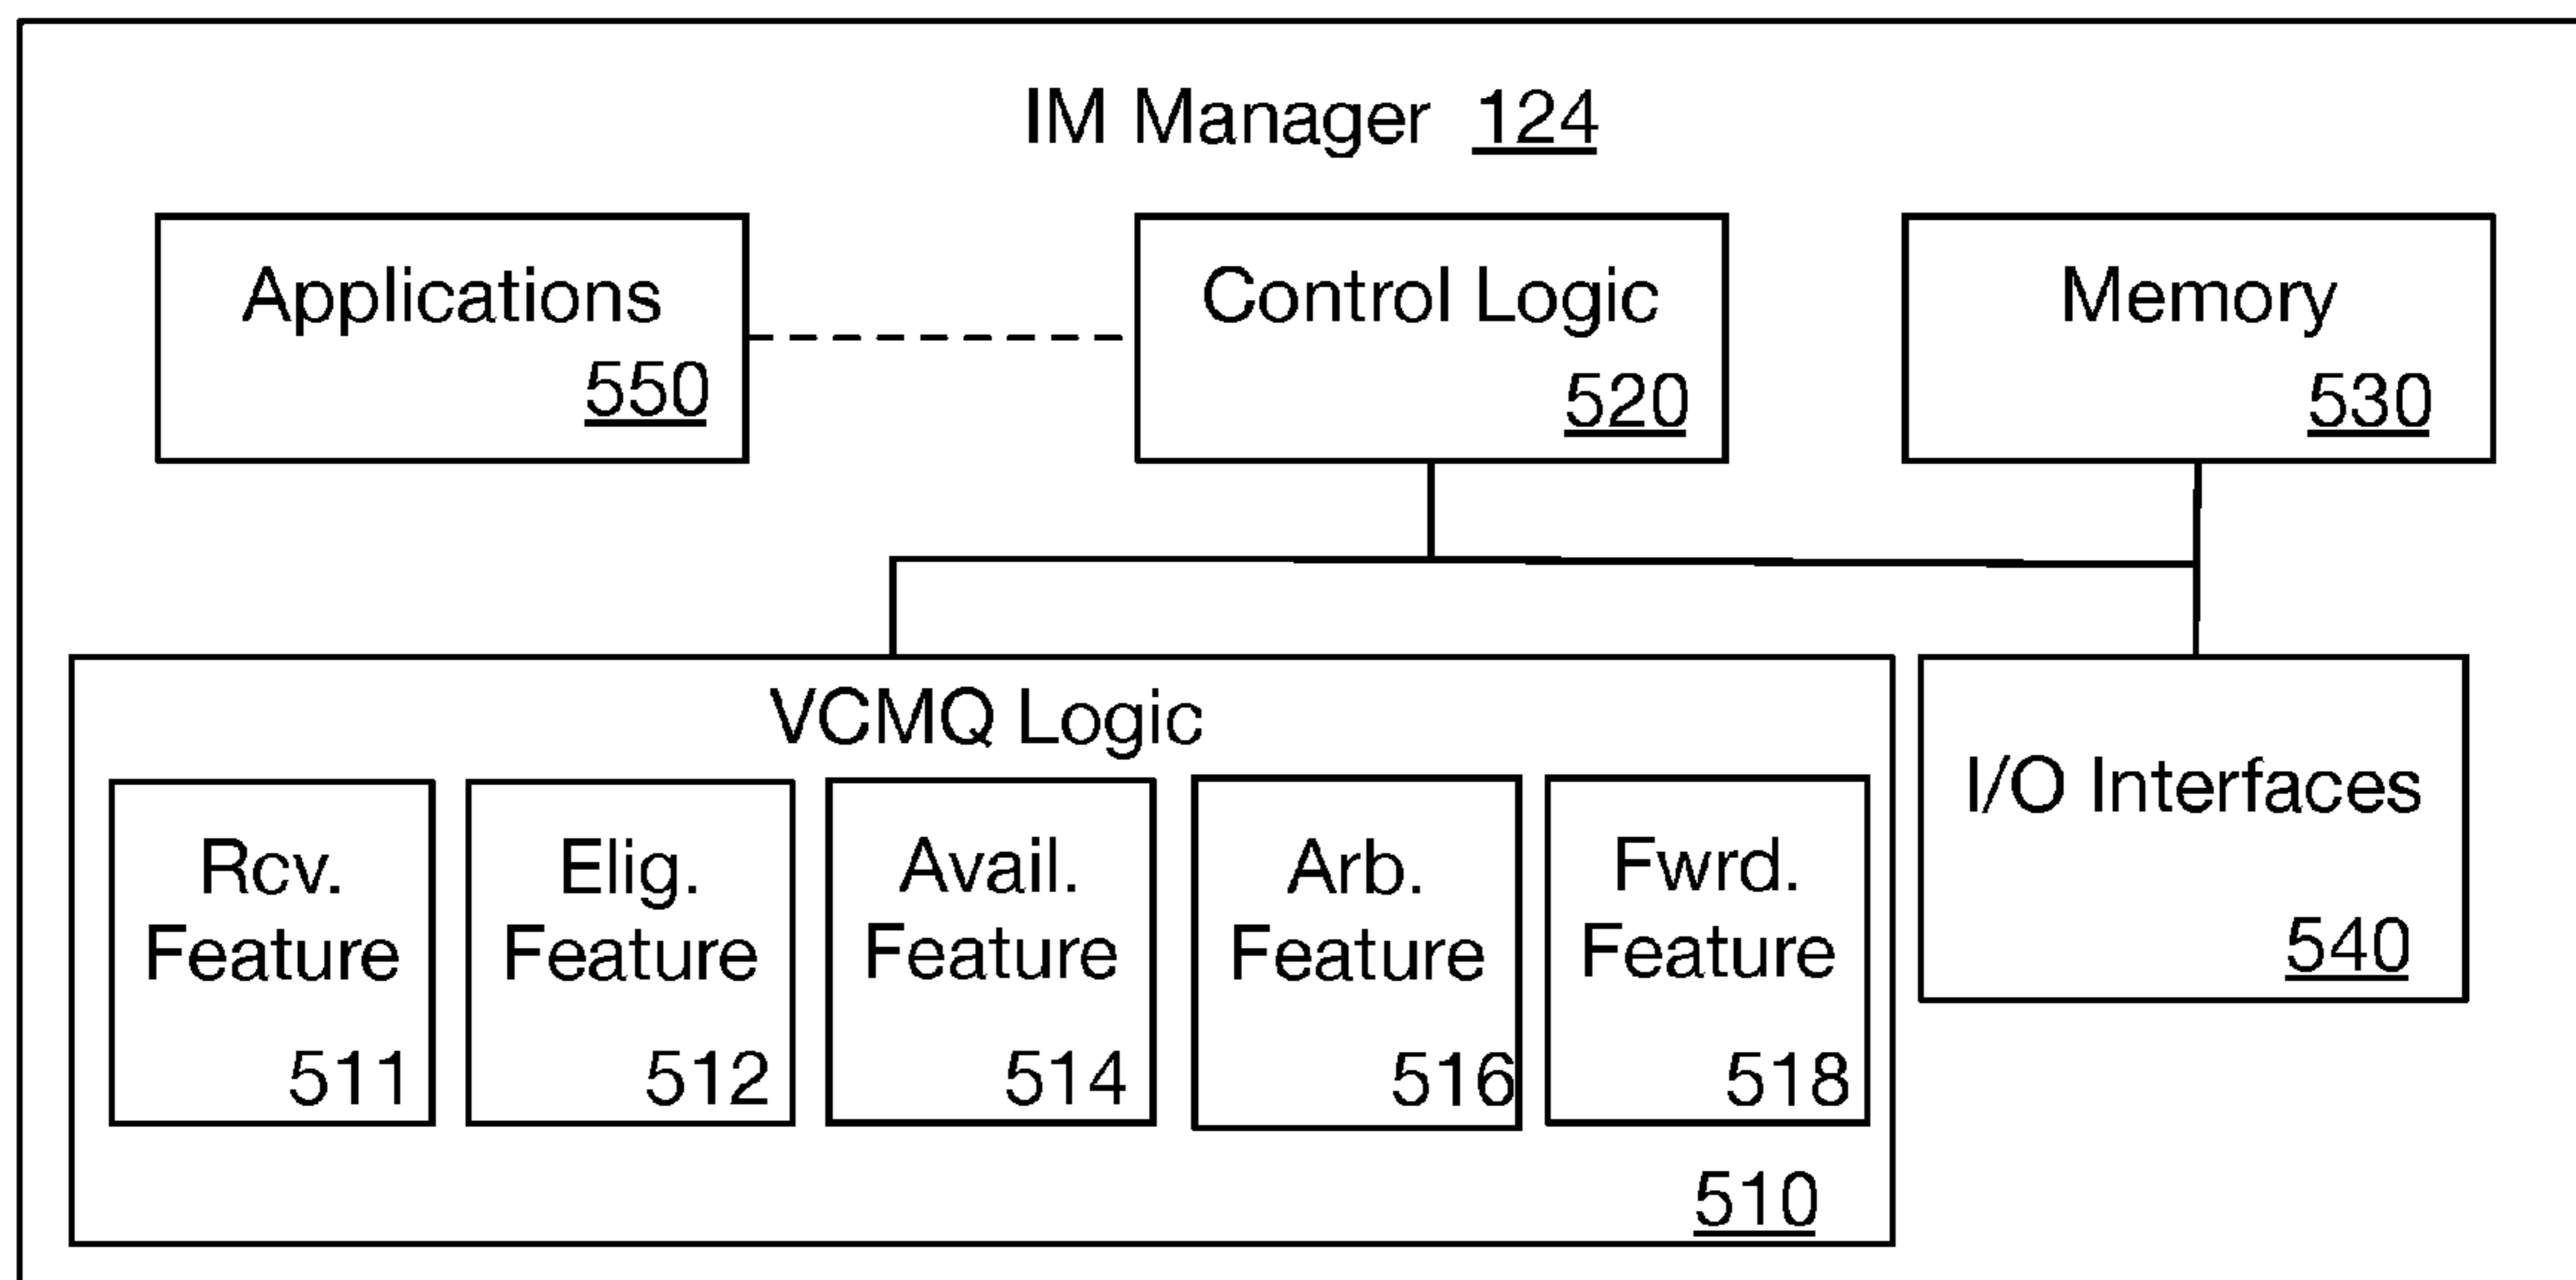 IM Manager 124
Applications
550
Control Logic
520
Memory
530
VCMQ Logic
Rcv.
Feature
511
Elig.
Feature
512
Avail.
Feature
514
Arb.
Feature
516
Fwrd.
Feature
518
510
I/O Interfaces
540